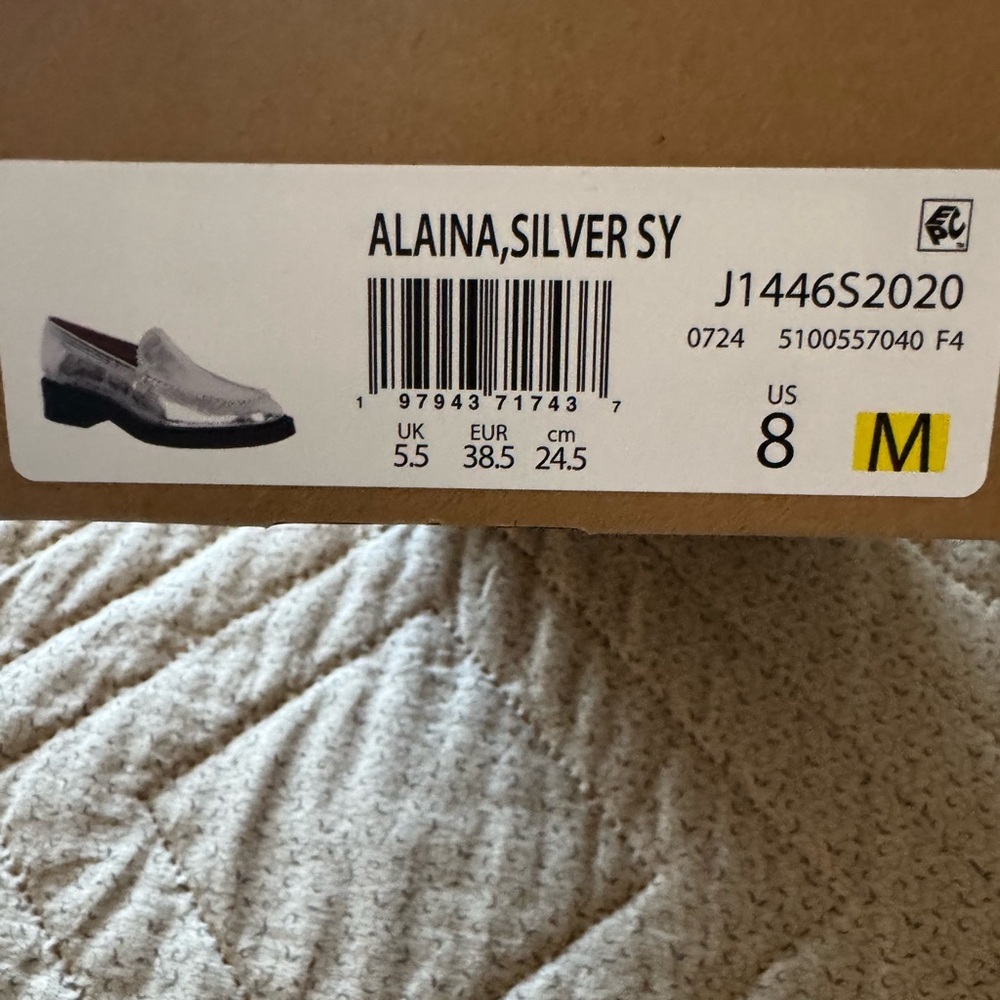 ALAINA,SILVER SY
EPC
J1446S2020
0724 5100557040 F4
1 97943 71743 7
UK EUR cm
5.5 38.5 24.5
US
8 M